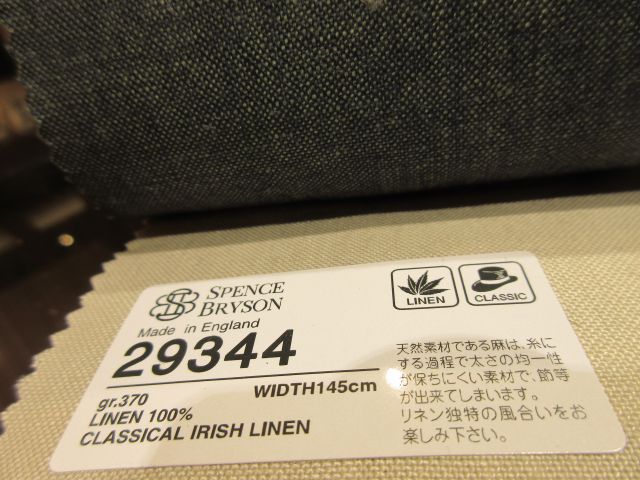 SPENCE
BRYSON
Made in England
29344
gr.370
WIDTH145cm
LINEN 100%
CLASSICAL IRISH LINEN
LINEN
CLASSIC
天然素材である麻は、糸に
する過程で太さの均一性
が保ちにくい素材で、節等
が出来てしまいます。
リネン独特の風合いをお
楽しみ下さい。